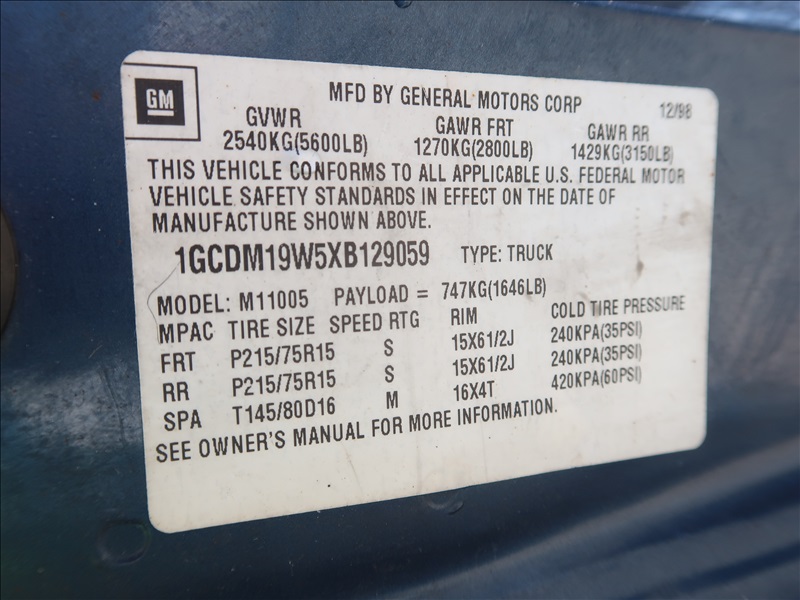 GM
MFD BY GENERAL MOTORS CORP 12/98
GVWR GAWR FRT GAWR RR
2540KG(5600LB) 1270KG(2800LB) 1429KG(3150LB)
THIS VEHICLE CONFORMS TO ALL APPLICABLE U.S. FEDERAL MOTOR
VEHICLE SAFETY STANDARDS IN EFFECT ON THE DATE OF
MANUFACTURE SHOWN ABOVE.
1GCDM19W5XB129059 TYPE: TRUCK
MODEL: M11005 PAYLOAD = 747KG(1646LB)
MPAC TIRE SIZE SPEED RTG RIM COLD TIRE PRESSURE
FRT P215/75R15 S 15X61/2J 240KPA(35PSI)
RR P215/75R15 S 15X61/2J 240KPA(35PSI)
SPA T145/80D16 M 16X4T 420KPA(60PSI)
SEE OWNER'S MANUAL FOR MORE INFORMATION.